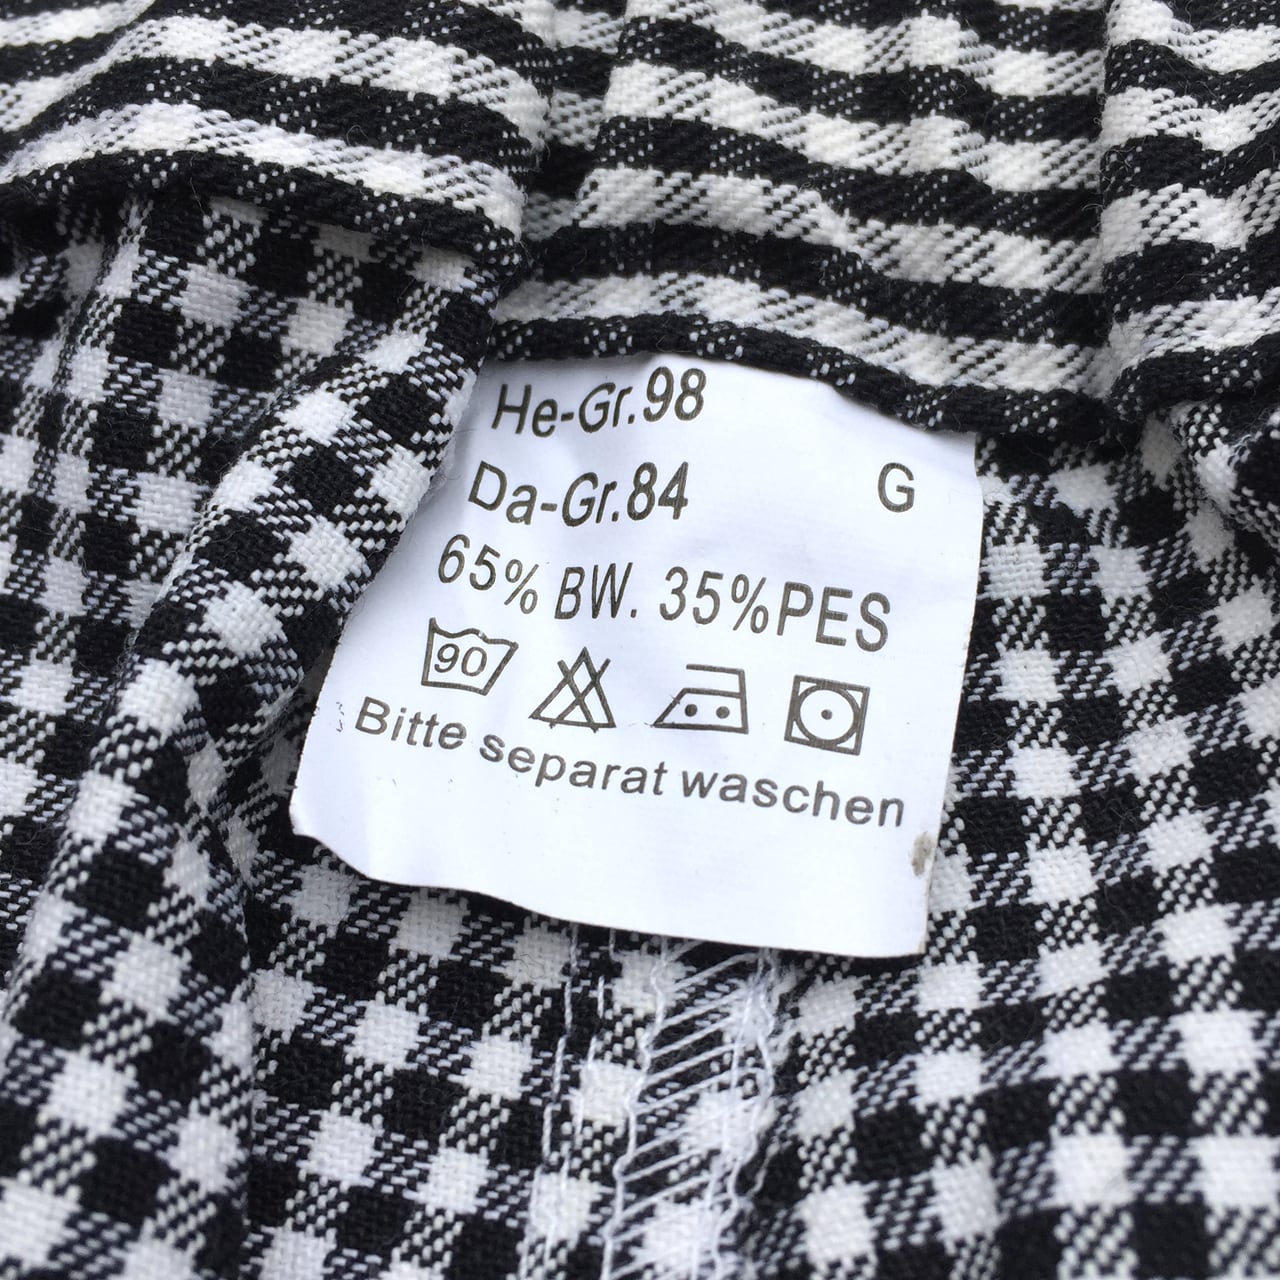 He-Gr.98
Da-Gr.84
G
65% BW. 35%PES
90
Bitte separat waschen